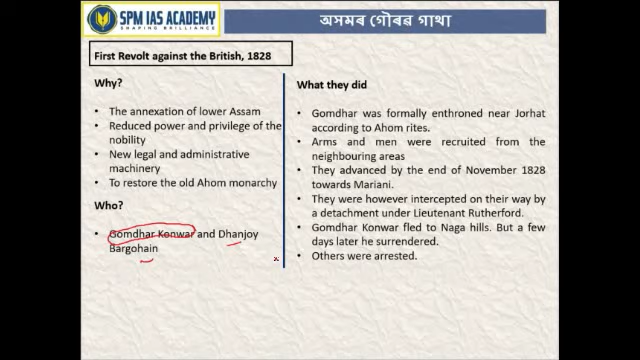 SPM IAS ACADEMY
SHAPING BRILLIANCE
অসমৰ গৌৰৱ গাথা
First Revolt against the British, 1828
Why?
• The annexation of lower Assam
• Reduced power and privilege of the
nobility
• New legal and administrative
machinery
• To restore the old Ahom monarchy
Who?
• Gomdhar Konwar and Dhanjoy
Bargohain
What they did
• Gomdhar was formally enthroned near Jorhat
according to Ahom rites.
• Arms and men were recruited from the
neighbouring areas
• They advanced by the end of November 1828
towards Mariani.
• They were however intercepted on their way by
a detachment under Lieutenant Rutherford.
• Gomdhar Konwar fled to Naga hills. But a few
days later he surrendered.
• Others were arrested.